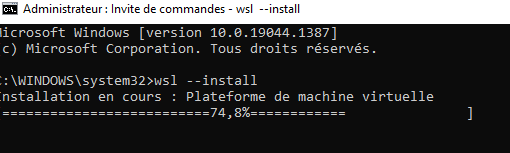 Administrateur : Invite de commandes - wsl --install
Microsoft Windows [version 10.0.19044.1387]
(c) Microsoft Corporation. Tous droits réservés.
C:\WINDOWS\system32>wsl --install
Installation en cours : Plateforme de machine virtuelle
[==========================74,8%============ ]